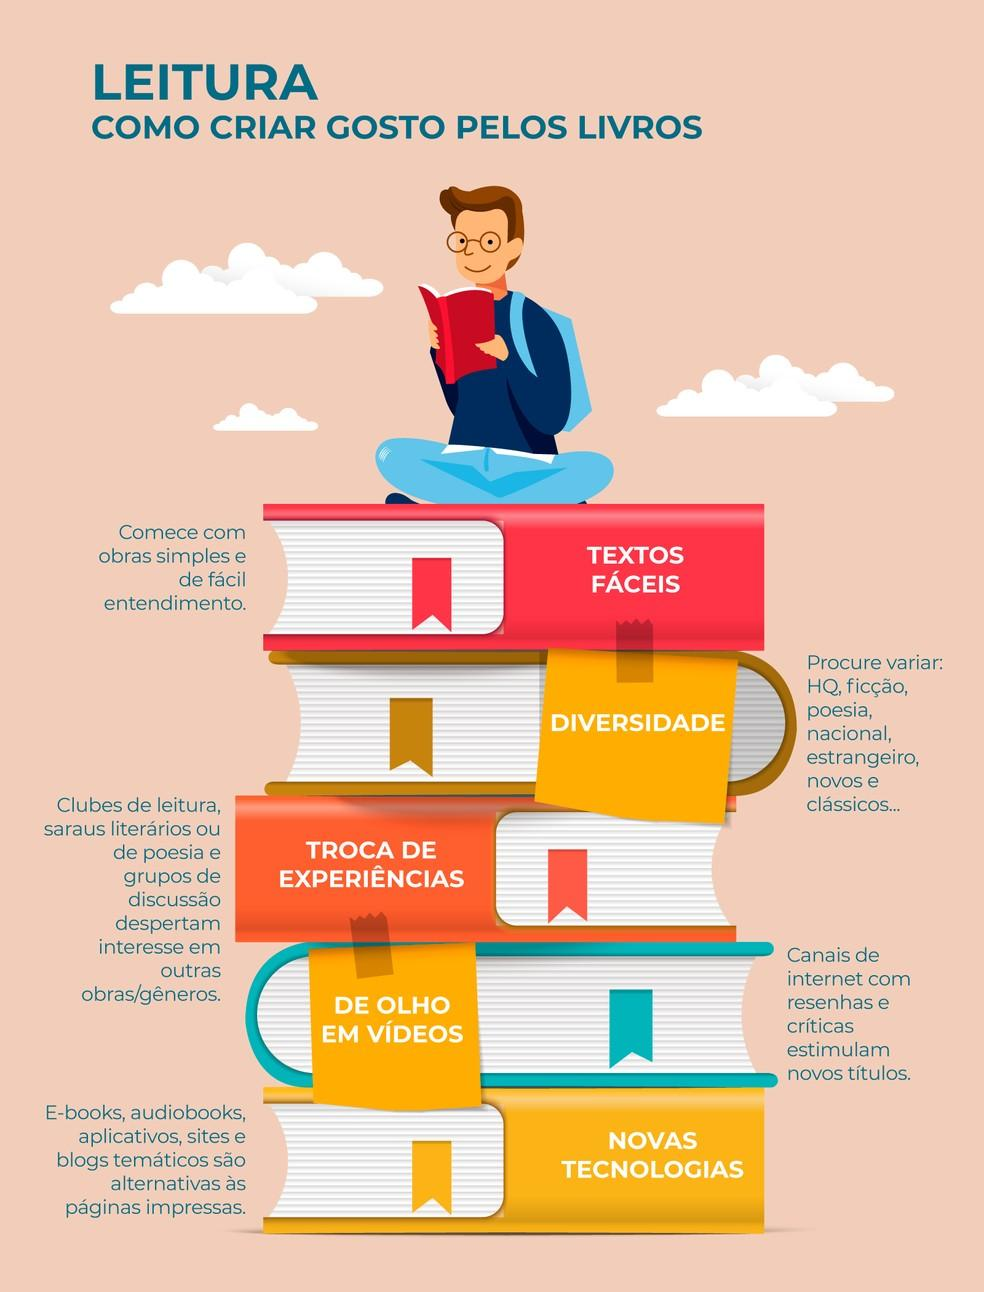 LEITURA
COMO CRIAR GOSTO PELOS LIVROS
Comece com
obras simples e
de fácil
entendimento.
TEXTOS
FÁCEIS
Procure variar:
HQ, ficção,
poesia,
nacional,
estrangeiro,
novos e
clássicos...
DIVERSIDADE
Clubes de leitura,
saraus literários ou
de poesia e
grupos de
discussão
despertam
interesse em
outras
obras/gêneros.
TROCA DE
EXPERIÊNCIAS
Canais de
internet com
resenhas e
críticas
estimulam
novos títulos.
DE OLHO
EM VÍDEOS
E-books, audiobooks,
aplicativos, sites e
blogs temáticos são
alternativas às
páginas impressas.
NOVAS
TECNOLOGIAS